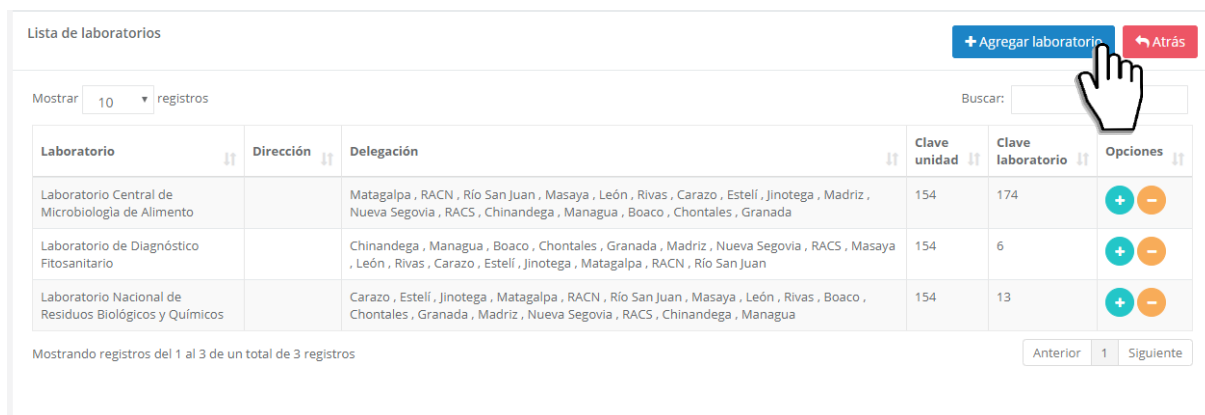 Lista de laboratorios
Agregar laboratorio
Atrás
Mostrar 10 registros
Buscar:
Laboratorio Dirección Delegación Clave unidad Clave laboratorio Opciones
Laboratorio Central de Microbiologìa de Alimento
Matagalpa , RACN , Río San Juan , Masaya , León , Rivas , Carazo , Estelí , Jinotega , Madriz ,
Nueva Segovia , RACS , Chinandega , Managua , Boaco , Chontales , Granada
154 174
Laboratorio de Diagnóstico Fitosanitario
Chinandega , Managua , Boaco , Chontales , Granada , Madriz , Nueva Segovia , RACS , Masaya
, León , Rivas , Carazo , Estelí , Jinotega , Matagalpa , RACN , Río San Juan
154 6
Laboratorio Nacional de Residuos Biológicos y Químicos
Carazo , Estelí , Jinotega , Matagalpa , RACN , Río San Juan , Masaya , León , Rivas , Boaco ,
Chontales , Granada , Madriz , Nueva Segovia , RACS , Chinandega , Managua
154 13
Mostrando registros del 1 al 3 de un total de 3 registros
Anterior 1 Siguiente